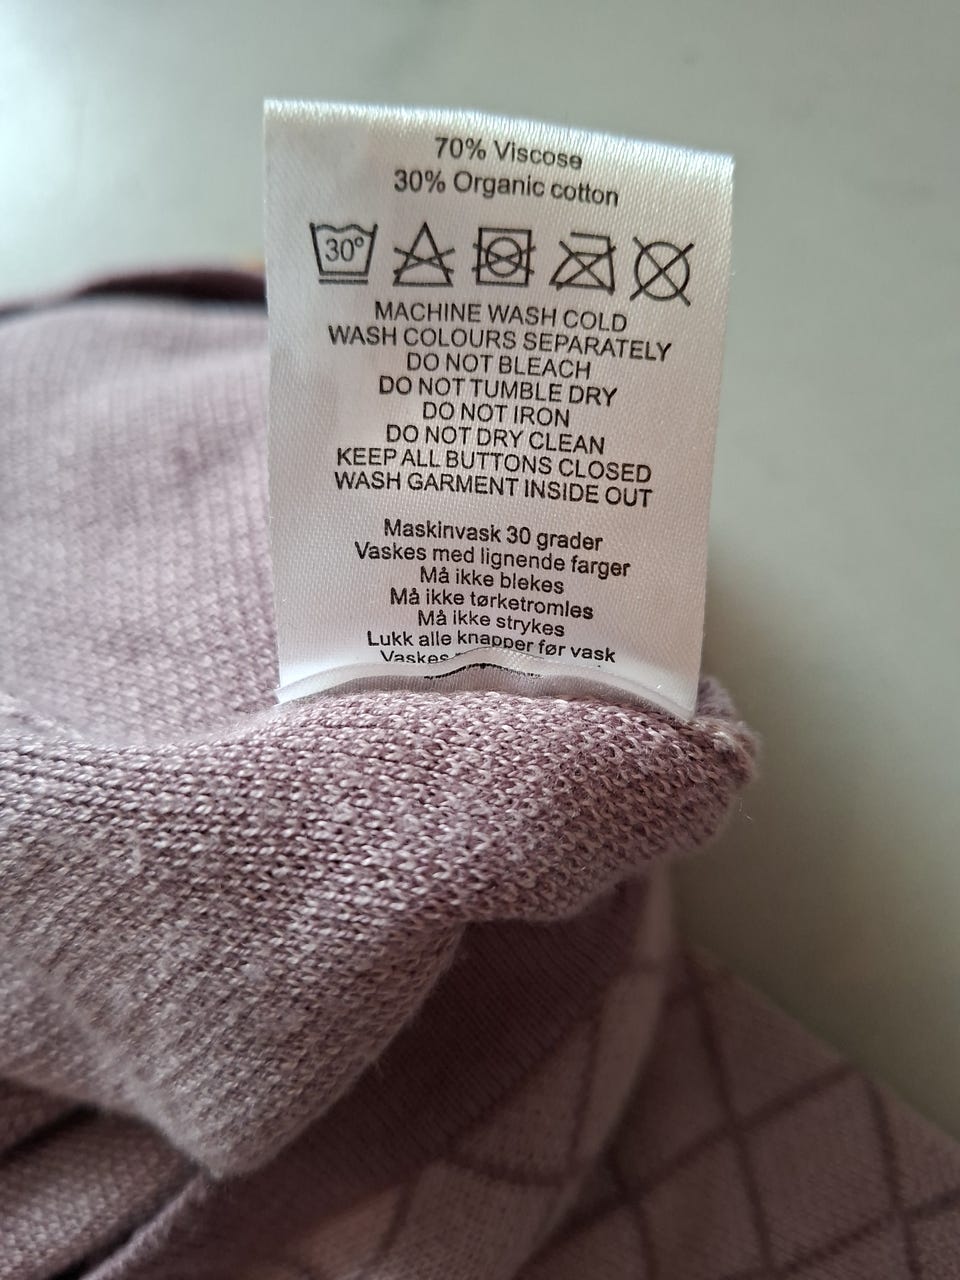 70% Viscose
30% Organic cotton
30°
MACHINE WASH COLD
WASH COLOURS SEPARATELY
DO NOT BLEACH
DO NOT TUMBLE DRY
DO NOT IRON
DO NOT DRY CLEAN
KEEP ALL BUTTONS CLOSED
WASH GARMENT INSIDE OUT
Maskinvask 30 grader
Vaskes med lignende farger
Må ikke blekes
Må ikke tørketromles
Må ikke strykes
Lukk alle knapper før vask
Vaskes